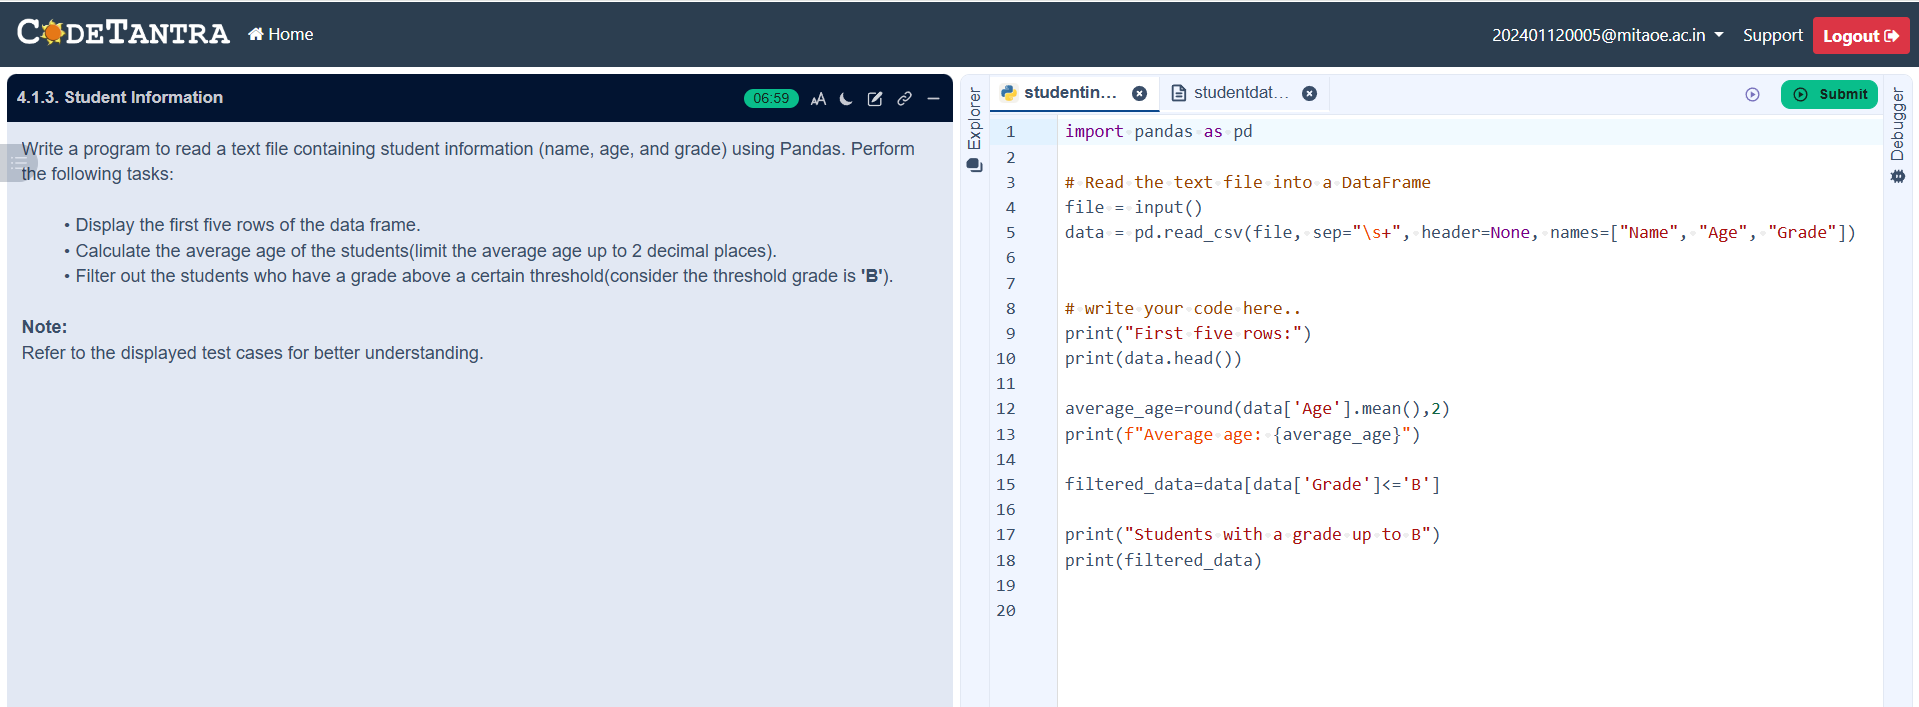 CODETANTRA Home 202401120005@mitaoe.ac.in Support Logout
4.1.3. Student Information 06:59 AA
Write a program to read a text file containing student information (name, age, and grade) using Pandas. Perform
the following tasks:
• Display the first five rows of the data frame.
• Calculate the average age of the students(limit the average age up to 2 decimal places).
• Filter out the students who have a grade above a certain threshold(consider the threshold grade is 'B').
Note:
Refer to the displayed test cases for better understanding.
Explorer
studentin... studentdat... Submit
1 import pandas as pd
2
3 # Read the text file into a DataFrame
4 file = input()
5 data = pd.read_csv(file, sep="\s+", header=None, names=["Name", "Age", "Grade"])
6
7
8 # write your code here..
9 print("First five rows:")
10 print(data.head())
11
12 average_age=round(data['Age'].mean(),2)
13 print(f"Average age: {average_age}")
14
15 filtered_data=data[data['Grade']<='B']
16
17 print("Students with a grade up to B")
18 print(filtered_data)
19
20
Debugger